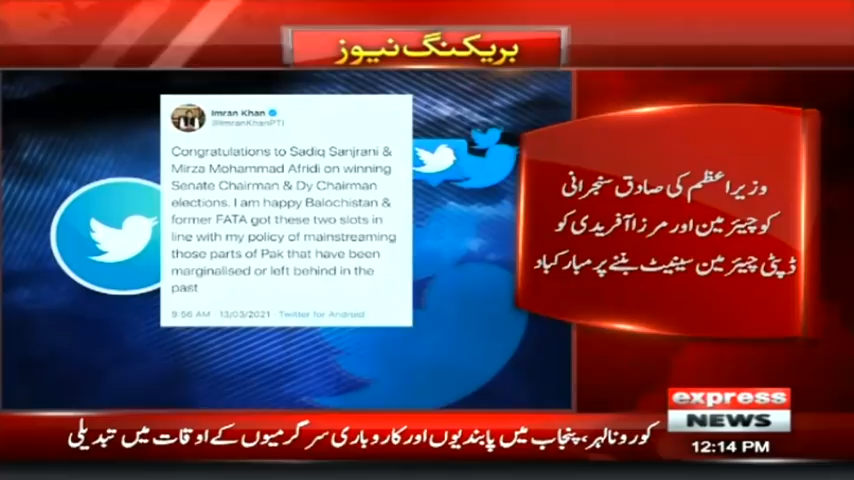 بریکنگ نیوز
Imran Khan
@ImranKhanPTI
Congratulations to Sadiq Sanjrani &
Mirza Mohammad Afridi on winning
Senate Chairman & Dy Chairman
elections. I am happy Balochistan &
former FATA got these two slots in
line with my policy of mainstreaming
those parts of Pak that have been
marginalised or left behind in the
past
9:56 AM · 13/03/2021 · Twitter for Android
وزیراعظم کی صادق سنجرانی
کو چیئرمین اور مرزا آفریدی کو
ڈپٹی چیئرمین سینیٹ بننے پر مبارکباد
express
NEWS
12:14 PM
کورونا لہر، پنجاب میں پابندیوں اور کاروباری سرگرمیوں کے اوقات میں تبدیلی